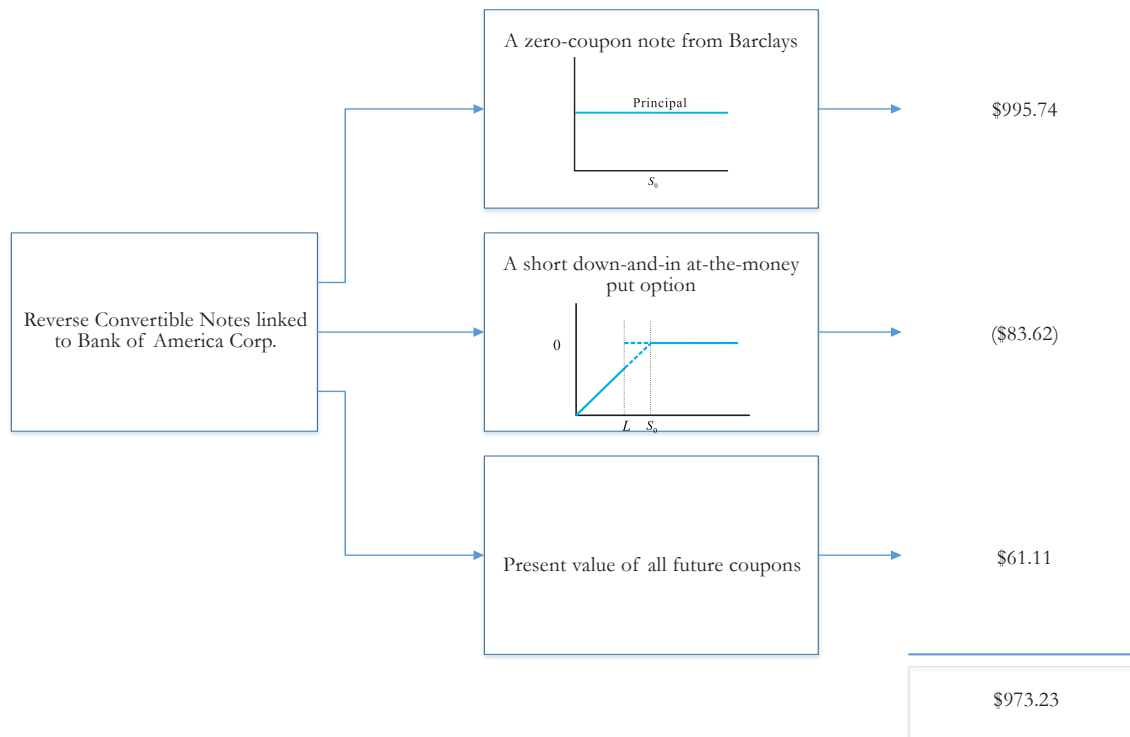 A zero-coupon note from Barclays
Principal
S₀
$995.74
Reverse Convertible Notes linked
to Bank of America Corp.
A short down-and-in at-the-money
put option
0
L S₀
($83.62)
Present value of all future coupons
$61.11
$973.23